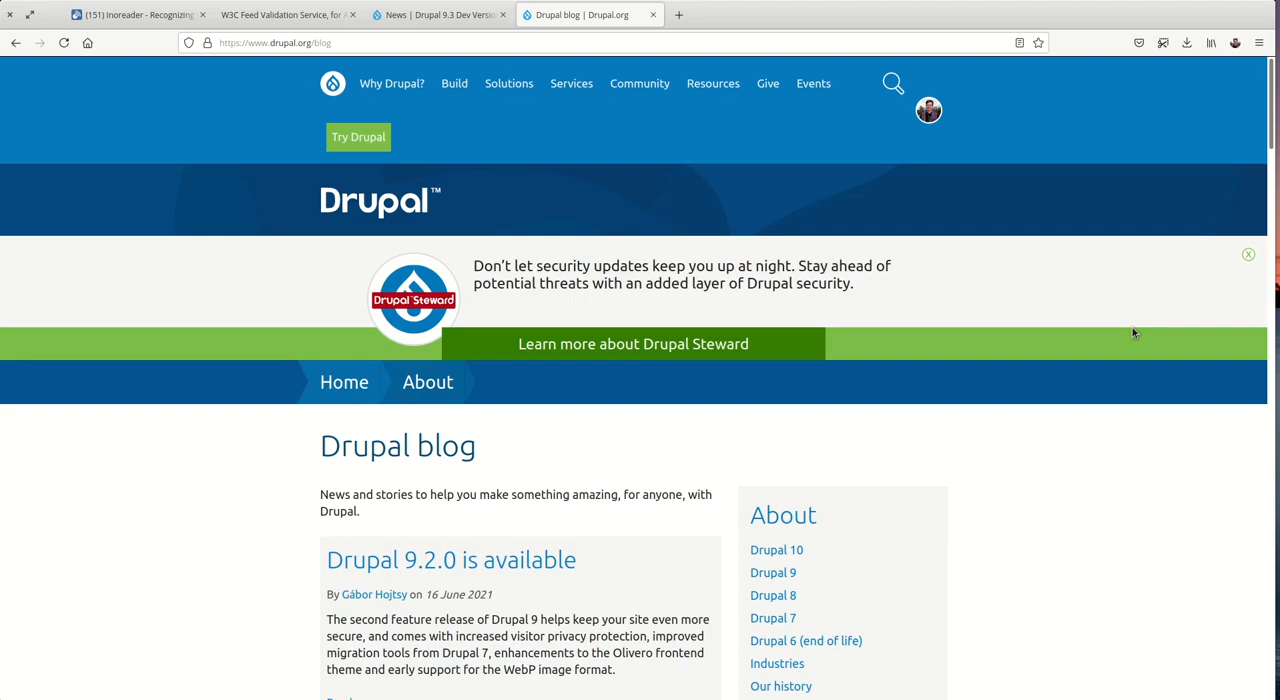 (151) Inoreader - Recognizing
W3C Feed Validation Service, for A
News | Drupal 9.3 Dev Versio
Drupal blog | Drupal.org
https://www.drupal.org/blog
Why Drupal?
Build
Solutions
Services
Community
Resources
Give
Events
Try Drupal
Drupal™
Don't let security updates keep you up at night. Stay ahead of
potential threats with an added layer of Drupal security.
Drupal Steward
Learn more about Drupal Steward
Home
About
Drupal blog
News and stories to help you make something amazing, for anyone, with
Drupal.
Drupal 9.2.0 is available
By Gábor Hojtsy on 16 June 2021
The second feature release of Drupal 9 helps keep your site even more
secure, and comes with increased visitor privacy protection, improved
migration tools from Drupal 7, enhancements to the Olivero frontend
theme and early support for the WebP image format.
About
Drupal 10
Drupal 9
Drupal 8
Drupal 7
Drupal 6 (end of life)
Industries
Our history